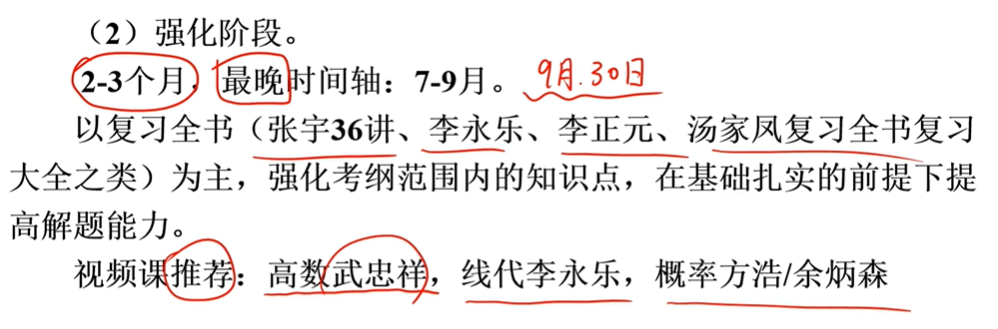 （2）强化阶段。
2-3个月，最晚时间轴：7-9月。 9月.30日
以复习全书（张宇36讲、李永乐、李正元、汤家凤复习全书复习
大全之类）为主，强化考纲范围内的知识点，在基础扎实的前提下提
高解题能力。
视频课推荐：高数武忠祥，线代李永乐，概率方浩/余炳森